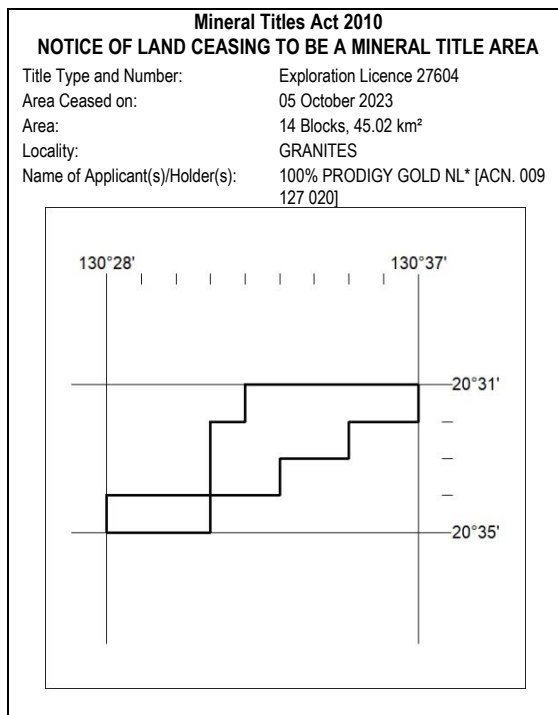 Mineral Titles Act 2010
NOTICE OF LAND CEASING TO BE A MINERAL TITLE AREA
Title Type and Number: Exploration Licence 27604
Area Ceased on: 05 October 2023
Area: 14 Blocks, 45.02 km²
Locality: GRANITES
Name of Applicant(s)/Holder(s): 100% PRODIGY GOLD NL* [ACN. 009
127 020]
130°28' 130°37'
20°31'
20°35'